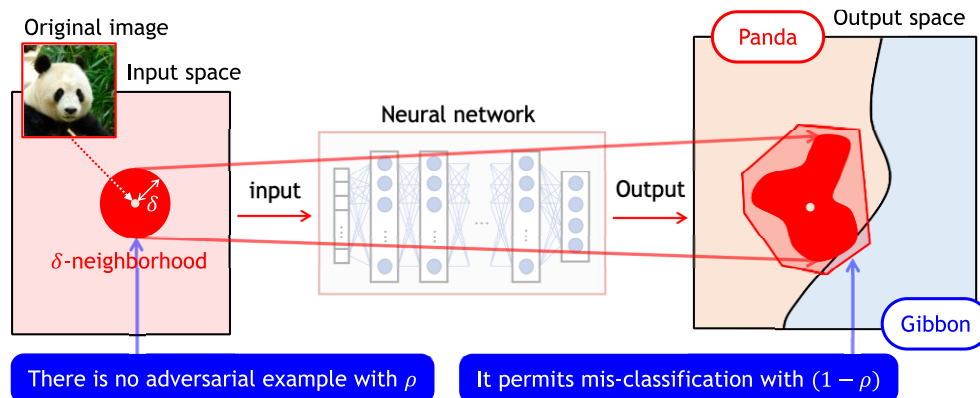 Original image
Input space
δ
δ-neighborhood
input
Neural network
...
Output
Output space
Panda
Gibbon
There is no adversarial example with ρ
It permits mis-classification with (1 − ρ)